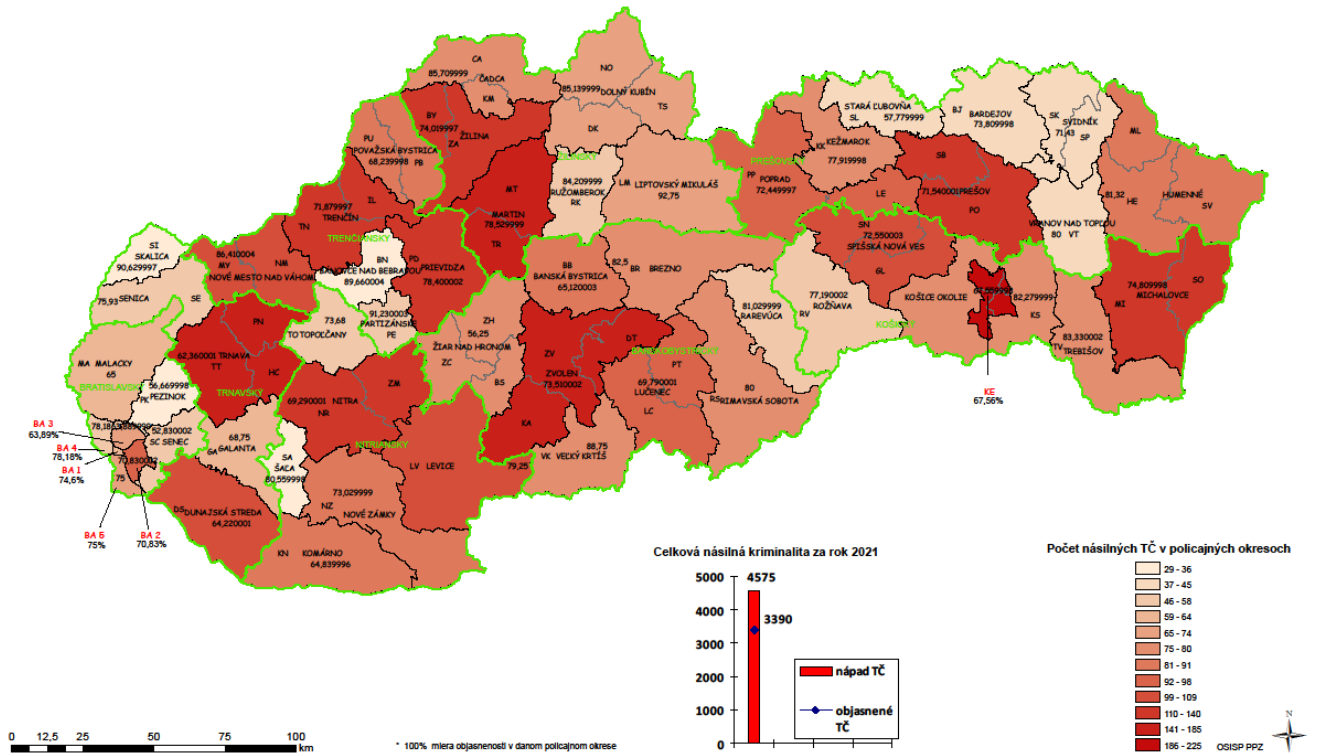 CA
85,709999
ČADCA
KM
NO
85,139999
DOLNÝ KUBÍN
TS
DK
BY
74,019997
ŽILINA
ZA
PU
POVAŽSKÁ BYSTRICA
68,239998
PB
ŽILINSKÝ
84,209999
RUŽOMBEROK
RK
LM LIPTOVSKÝ MIKULÁŠ
92,75
MT
MARTIN
78,529999
TR
IL
71,879997
TRENČÍN
TN
TRENČIANSKY
STARÁ ĽUBOVŇA
SL 57,779999
BJ
BARDEJOV
73,809998
SK
SVIDNÍK
71,43
SP
ML
KK
KEŽMAROK
77,919998
PREŠOVSKÝ
PP
POPRAD
72,449997
LE
SB
71,540001PREŠOV
PO
81,32
HE
HUMENNÉ
SV
VRANOV NAD TOPĽOU
80 VT
SI
SKALICA
90,629997
86,410004
MY NM
NOVÉ MESTO NAD VÁHOM
BN
BÁNOVCE NAD BEBRAVOU
89,660004
PD
PRIEVIDZA
78,400002
91,230003
PARTIZÁNSKE
PE
BB
BANSKÁ BYSTRICA
65,120003
82,5
BR BREZNO
SN
72,550003
SPIŠSKÁ NOVÁ VES
GL
KOŠICE OKOLIE
82,279999
KS
74,809998
MICHALOVCE
MI
SO
83,330002
TV
TREBIŠOV
75,93 SENICA
SE
73,68
TO TOPOĽČANY
ZH
56,25
ŽIAR NAD HRONOM
ZC
BS
81,029999
RAREVÚCA
77,190002
ROŽŇAVA
RV
KOŠICKÝ
PN
62,360001 TRNAVA
TT
HC
TRNAVSKÝ
MA MALACKY
65
BRATISLAVSKÝ
56,669998
PEZINOK
PK
ZM
69,290001 NITRA
NR
NITRIANSKY
DT
ZV
ZVOLEN
73,510002
KA
BANSKOBYSTRICKÝ
PT
69,790001
LUČENEC
LC
80
RS RIMAVSKÁ SOBOTA
KE
67,56%
BA 3
63,89%
BA 4
78,18%
BA 1
74,6%
52,830002
SC SENEC
70,830002
75
68,75
GALANTA
GA
SA
ŠAĽA
80,559998
LV LEVICE
79,25
88,75
VK VEĽKÝ KRTÍŠ
DS DUNAJSKÁ STREDA
64,220001
73,029999
NZ NOVÉ ZÁMKY
KN KOMÁRNO
64,839996
BA 5
75%
BA 2
70,83%
Celková násilná kriminalita za rok 2021
5000
4000
3000
2000
1000
0
4575
3390
nápad TČ
objasnené
TČ
Počet násilných TČ v policajných okresoch
29 - 36
37 - 45
46 - 58
59 - 64
65 - 74
75 - 80
81 - 91
92 - 98
99 - 109
110 - 140
141 - 185
186 - 225
OSISP PPZ
N
0 12,5 25 50 75 100
km
* 100% miera objasnenosti v danom policajnom okrese